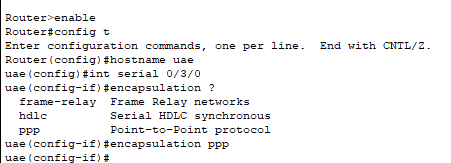 Router>enable
Router#config t
Enter configuration commands, one per line.  End with CNTL/Z.
Router(config)#hostname uae
uae(config)#int serial 0/3/0
uae(config-if)#encapsulation ?
  frame-relay  Frame Relay networks
  hdlc         Serial HDLC synchronous
  ppp          Point-to-Point protocol
uae(config-if)#encapsulation ppp
uae(config-if)#